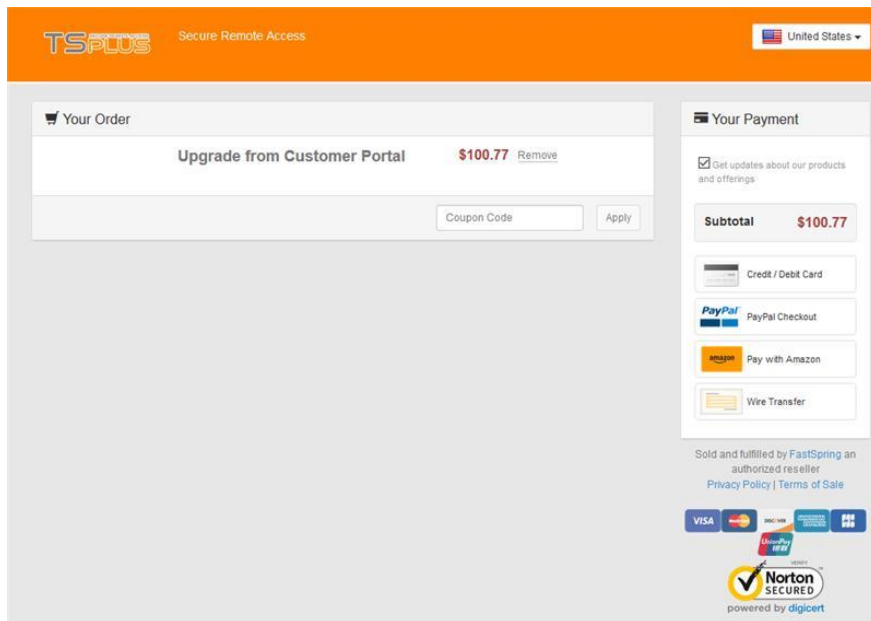 TSPLUS
Secure Remote Access
United States
Your Order
Upgrade from Customer Portal
$100.77 Remove
Coupon Code
Apply
Your Payment
Get updates about our products
and offerings
Subtotal
$100.77
Credit / Debit Card
PayPal
PayPal Checkout
amazon
Pay with Amazon
Wire Transfer
Sold and fulfilled by FastSpring an
authorized reseller
Privacy Policy | Terms of Sale
VISA
DISCOVER
UnionPay
VERIFY
Norton
SECURED
powered by digicert